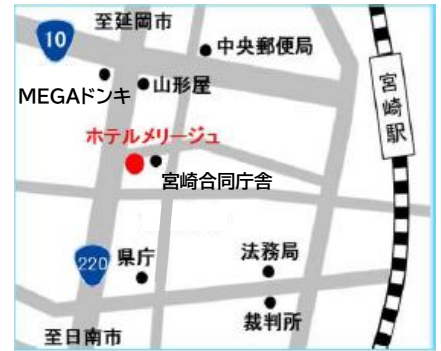 至延岡市
10
中央郵便局
山形屋
MEGAドンキ
宮崎駅
ホテルメリージュ
宮崎合同庁舎
220
県庁
法務局
裁判所
至日南市